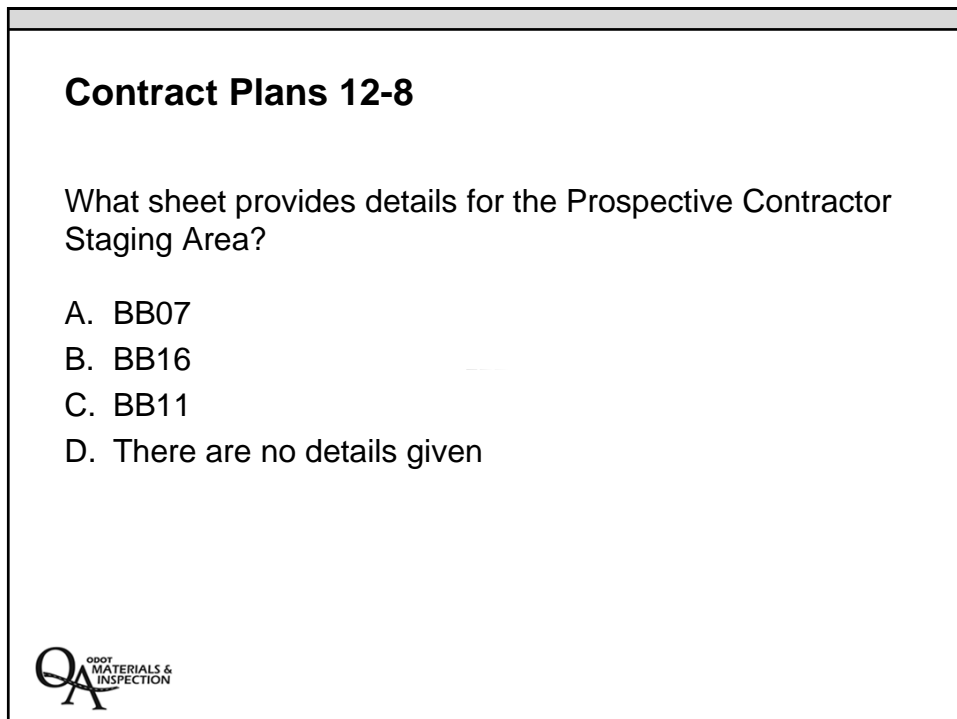 Contract Plans 12-8
What sheet provides details for the Prospective Contractor
Staging Area?
A. BB07
B. BB16
C. BB11
D. There are no details given
QA ODOT
MATERIALS &
INSPECTION